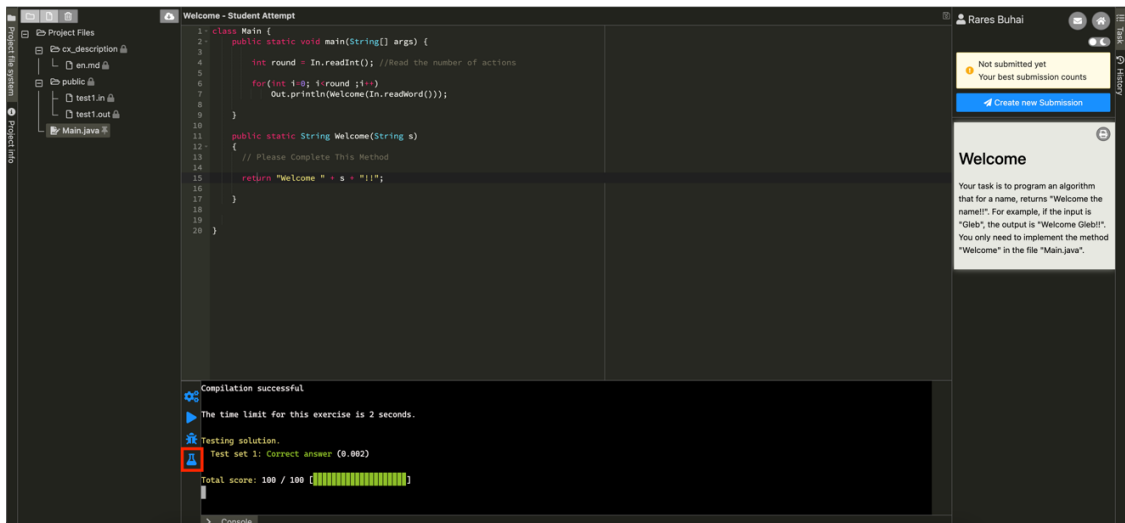 Project file system
Project info
Project Files
cx_description
en.md
public
test1.in
test1.out
Main.java
Welcome - Student Attempt
1 class Main {
2 public static void main(String[] args) {
3
4 int round = In.readInt(); //Read the number of actions
5
6 for(int i=0; i<round ;i++)
7 Out.println(Welcome(In.readWord()));
8
9 }
10
11 public static String Welcome(String s)
12 {
13 // Please Complete This Method
14
15 return "Welcome " + s + "!!";
16
17 }
18
19
20 }
Compilation successful
The time limit for this exercise is 2 seconds.
Testing solution.
Test set 1: Correct answer (0.002)
Total score: 100 / 100 [ ]
> Console
Rares Buhai
Not submitted yet
Your best submission counts
Create new Submission
Welcome
Your task is to program an algorithm
that for a name, returns "Welcome the
name!!". For example, if the input is
"Gleb", the output is "Welcome Gleb!!".
You only need to implement the method
"Welcome" in the file "Main.java".
Task
History